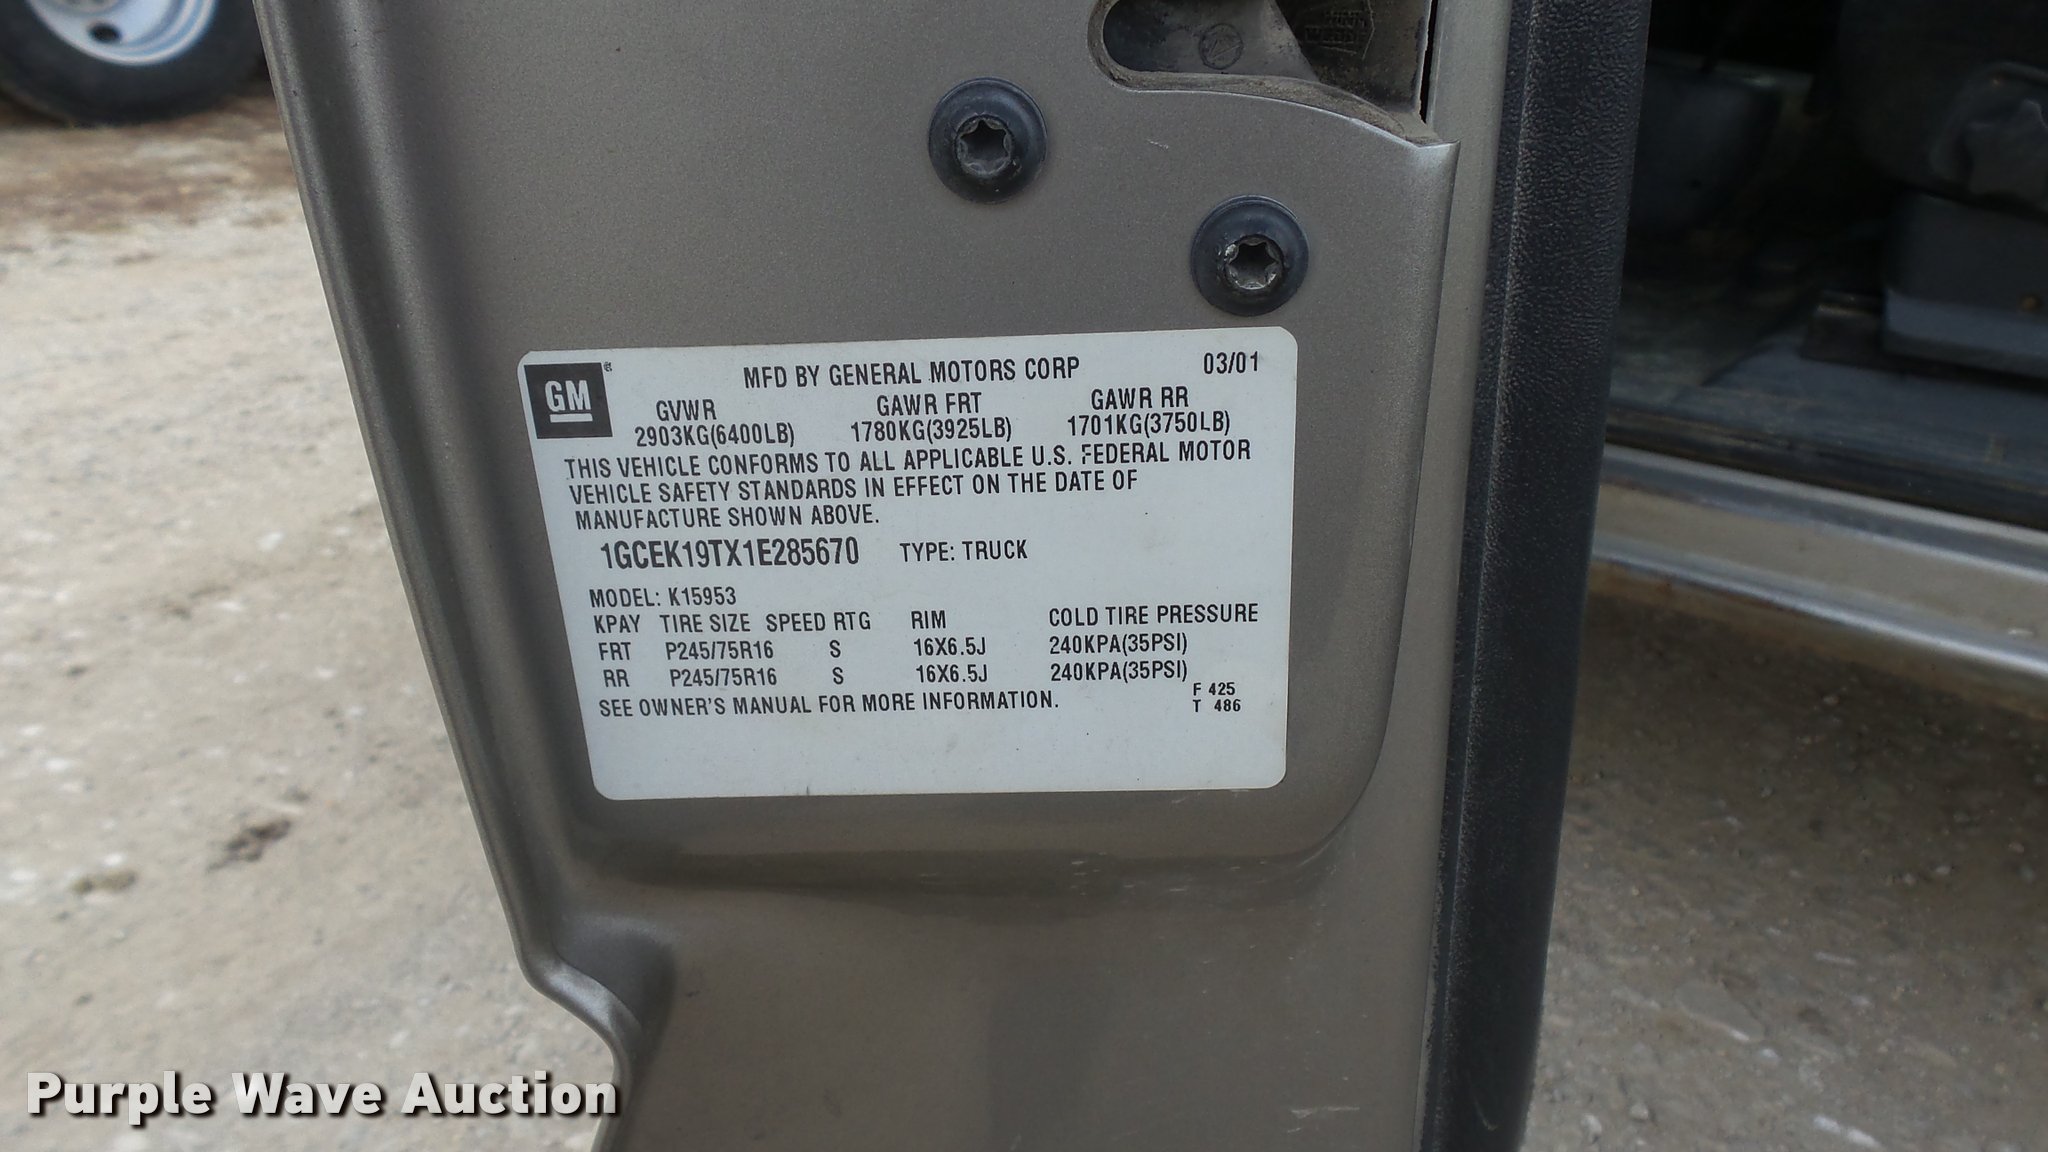 GM
®
MFD BY GENERAL MOTORS CORP 03/01
GVWR GAWR FRT GAWR RR
2903KG(6400LB) 1780KG(3925LB) 1701KG(3750LB)
THIS VEHICLE CONFORMS TO ALL APPLICABLE U.S. FEDERAL MOTOR
VEHICLE SAFETY STANDARDS IN EFFECT ON THE DATE OF
MANUFACTURE SHOWN ABOVE.
1GCEK19TX1E285670 TYPE: TRUCK
MODEL: K15953
KPAY TIRE SIZE SPEED RTG RIM COLD TIRE PRESSURE
FRT P245/75R16 S 16X6.5J 240KPA(35PSI)
RR P245/75R16 S 16X6.5J 240KPA(35PSI)
SEE OWNER'S MANUAL FOR MORE INFORMATION.
F 425
T 486
Purple Wave Auction